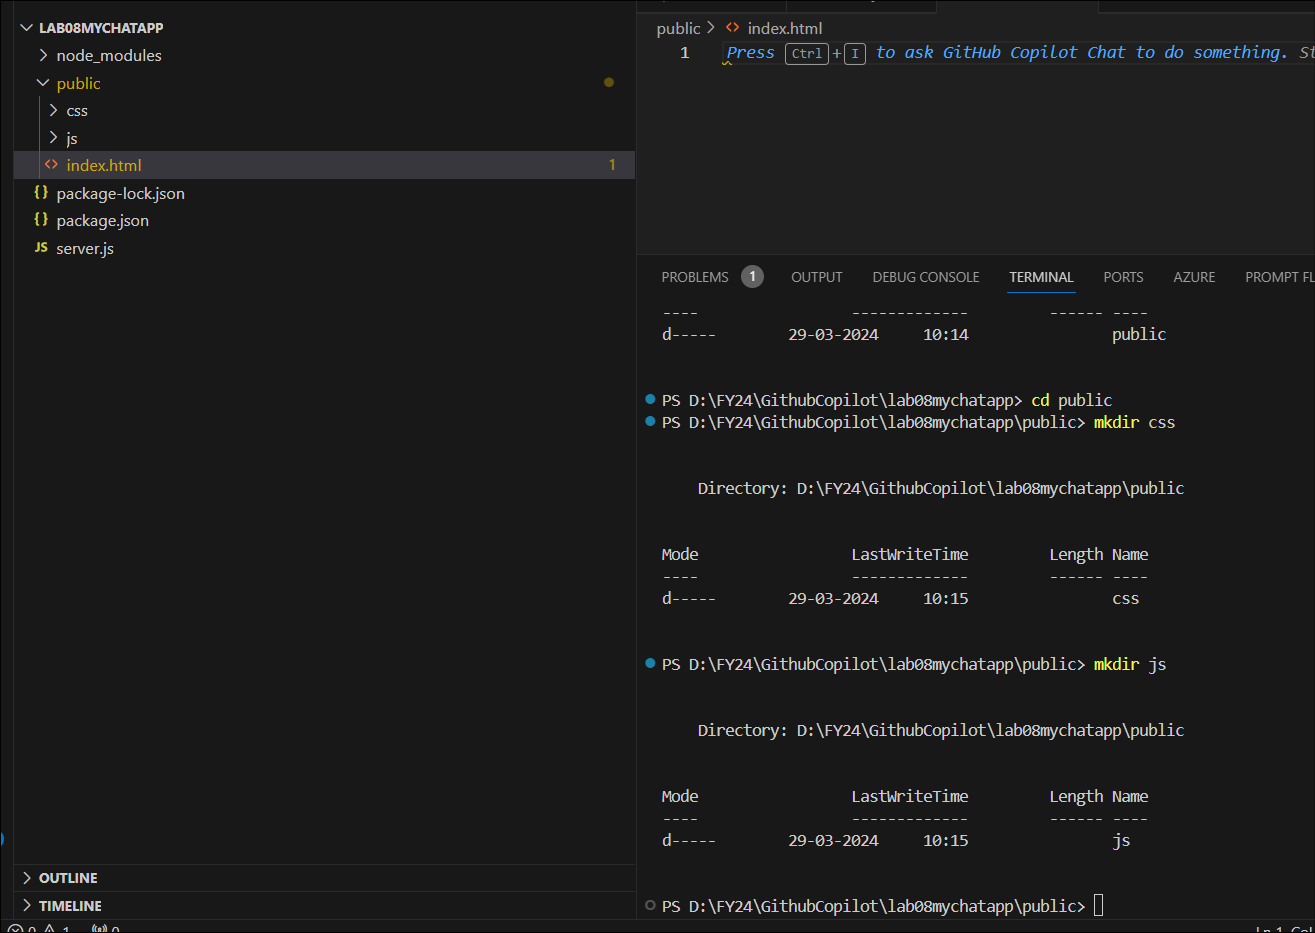 LAB08MYCHATAPP
node_modules
public
css
js
index.html 1
package-lock.json
package.json
JS server.js
OUTLINE
TIMELINE
public > index.html
1 Press Ctrl + I to ask GitHub Copilot Chat to do something. St
PROBLEMS 1 OUTPUT DEBUG CONSOLE TERMINAL PORTS AZURE PROMPT FL
---- ------------- ------ ----
d----- 29-03-2024 10:14 public
PS D:\FY24\GithubCopilot\lab08mychatapp> cd public
PS D:\FY24\GithubCopilot\lab08mychatapp\public> mkdir css
Directory: D:\FY24\GithubCopilot\lab08mychatapp\public
Mode LastWriteTime Length Name
---- ------------- ------ ----
d----- 29-03-2024 10:15 css
PS D:\FY24\GithubCopilot\lab08mychatapp\public> mkdir js
Directory: D:\FY24\GithubCopilot\lab08mychatapp\public
Mode LastWriteTime Length Name
---- ------------- ------ ----
d----- 29-03-2024 10:15 js
PS D:\FY24\GithubCopilot\lab08mychatapp\public>
0 1 0